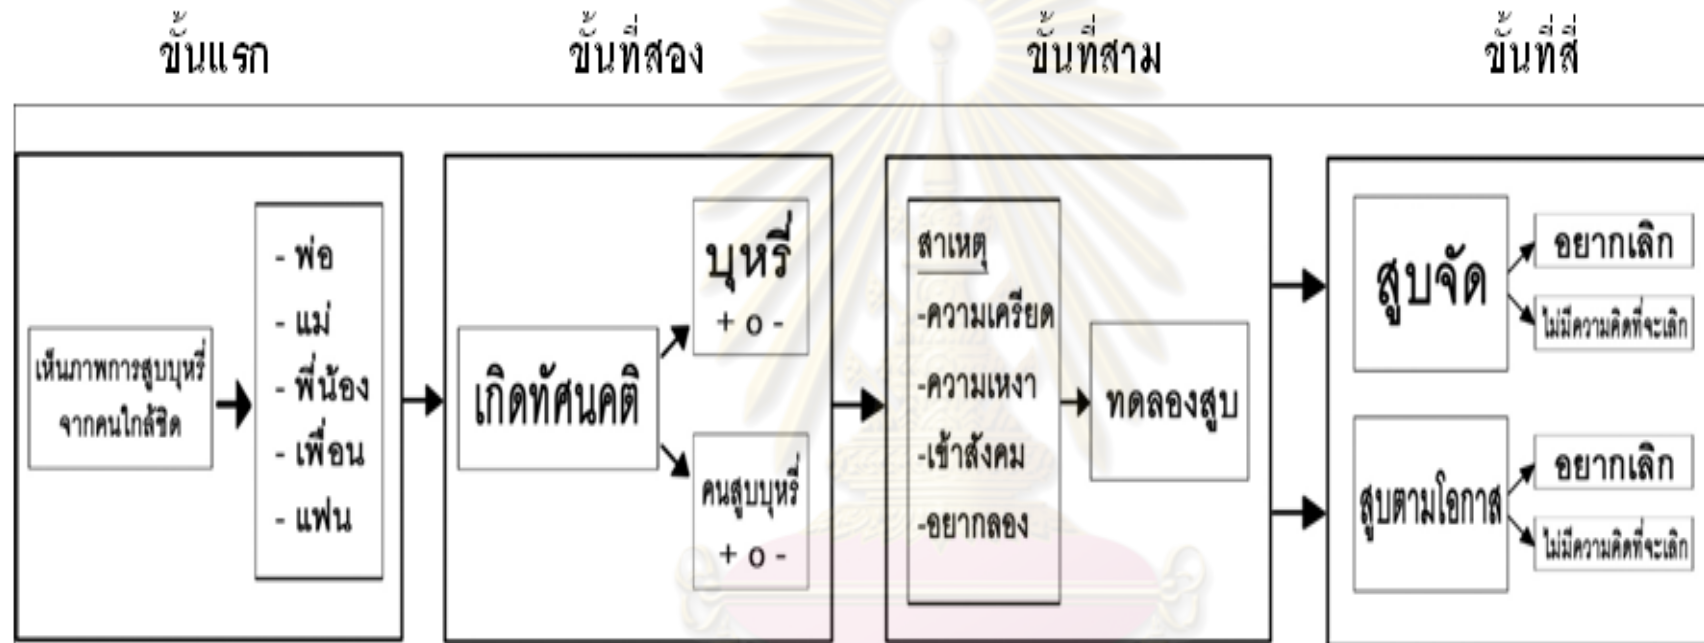 ขั้นแรก
ขั้นที่สอง
ขั้นที่สาม
ขั้นที่สี่
เห็นภาพการสูบบุหรี่
จากคนใกล้ชิด
- พ่อ
- แม่
- พี่น้อง
- เพื่อน
- แฟน
เกิดทัศนคติ
บุหรี่
+ o -
คนสูบบุหรี่
+ o -
สาเหตุ
-ความเครียด
-ความเหงา
-เข้าสังคม
-อยากลอง
ทดลองสูบ
สูบจัด
อยากเลิก
ไม่มีความคิดที่จะเลิก
สูบตามโอกาส
อยากเลิก
ไม่มีความคิดที่จะเลิก